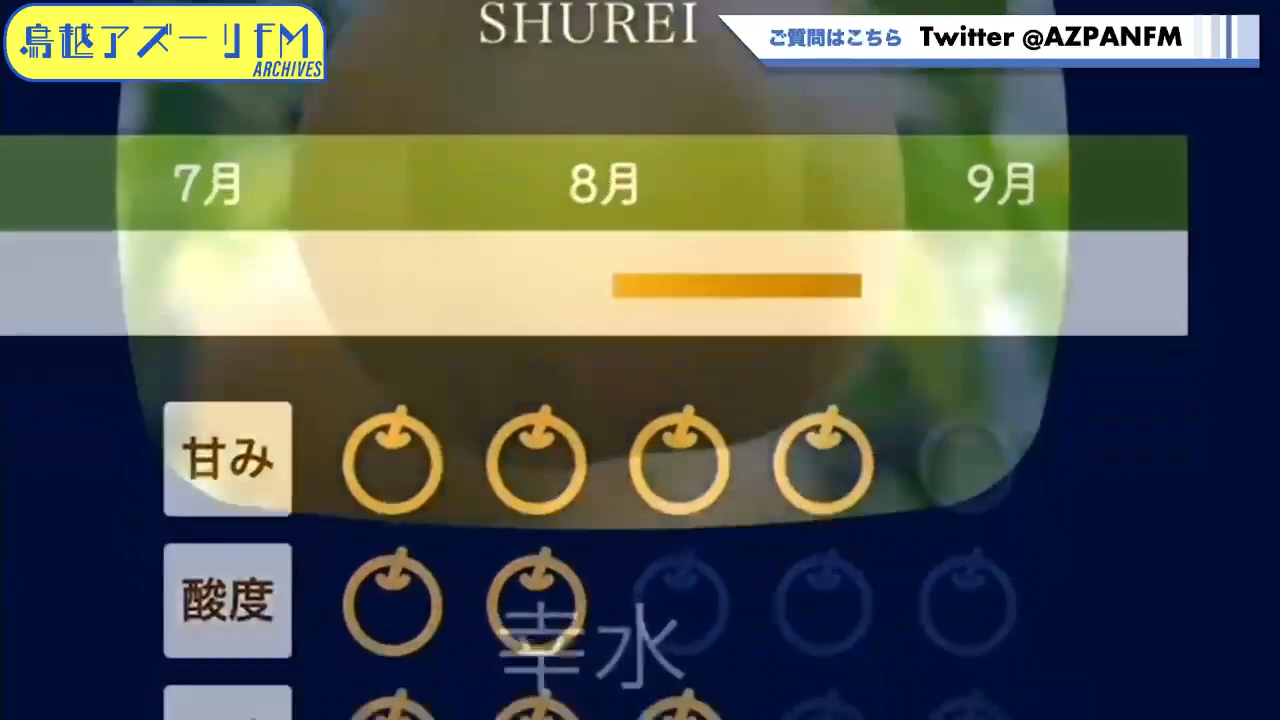 鳥越アズーリFM
ARCHIVES
SHUREI
ご質問はこちら Twitter @AZPANFM
7月 8月 9月
甘み
酸度
幸水